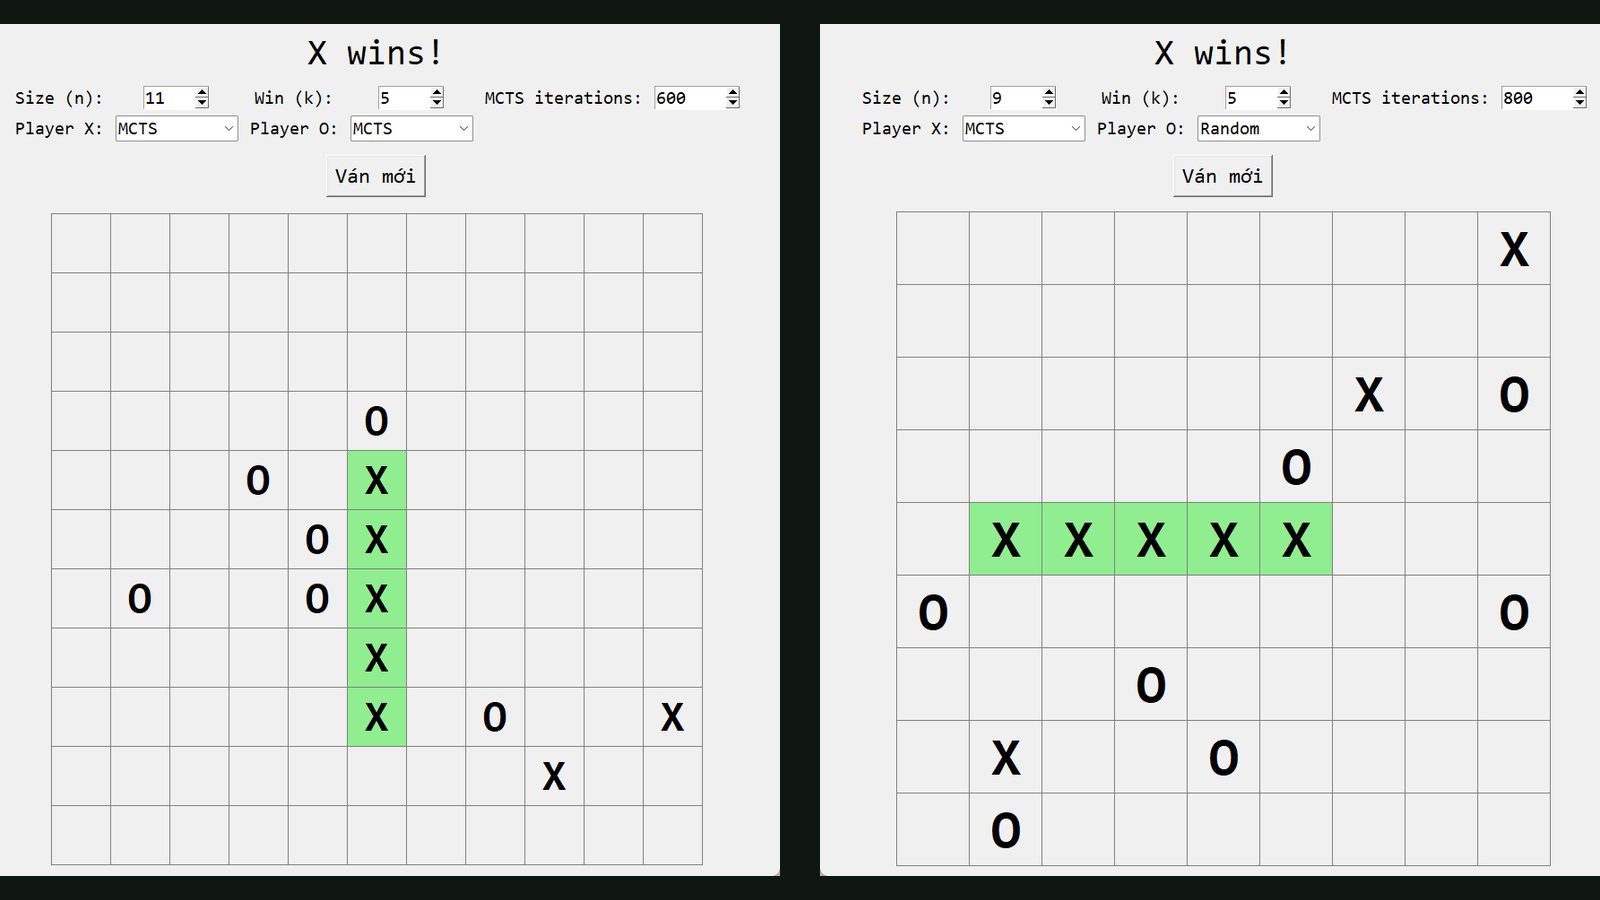 X wins!
Size (n): 11 Win (k): 5 MCTS iterations: 600
Player X: MCTS Player O: MCTS
Ván mới
O
O X
O X
O O X
X
X O X
X
X wins!
Size (n): 9 Win (k): 5 MCTS iterations: 800
Player X: MCTS Player O: Random
Ván mới
X
X O
O
X X X X X
O O
O
X O
O